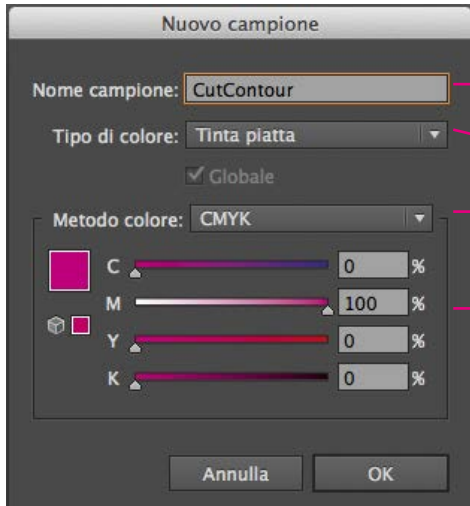 Nuovo campione
Nome campione: CutContour
Tipo di colore: Tinta piatta
Globale
Metodo colore: CMYK
C 0 %
M 100 %
Y 0 %
K 0 %
Annulla OK